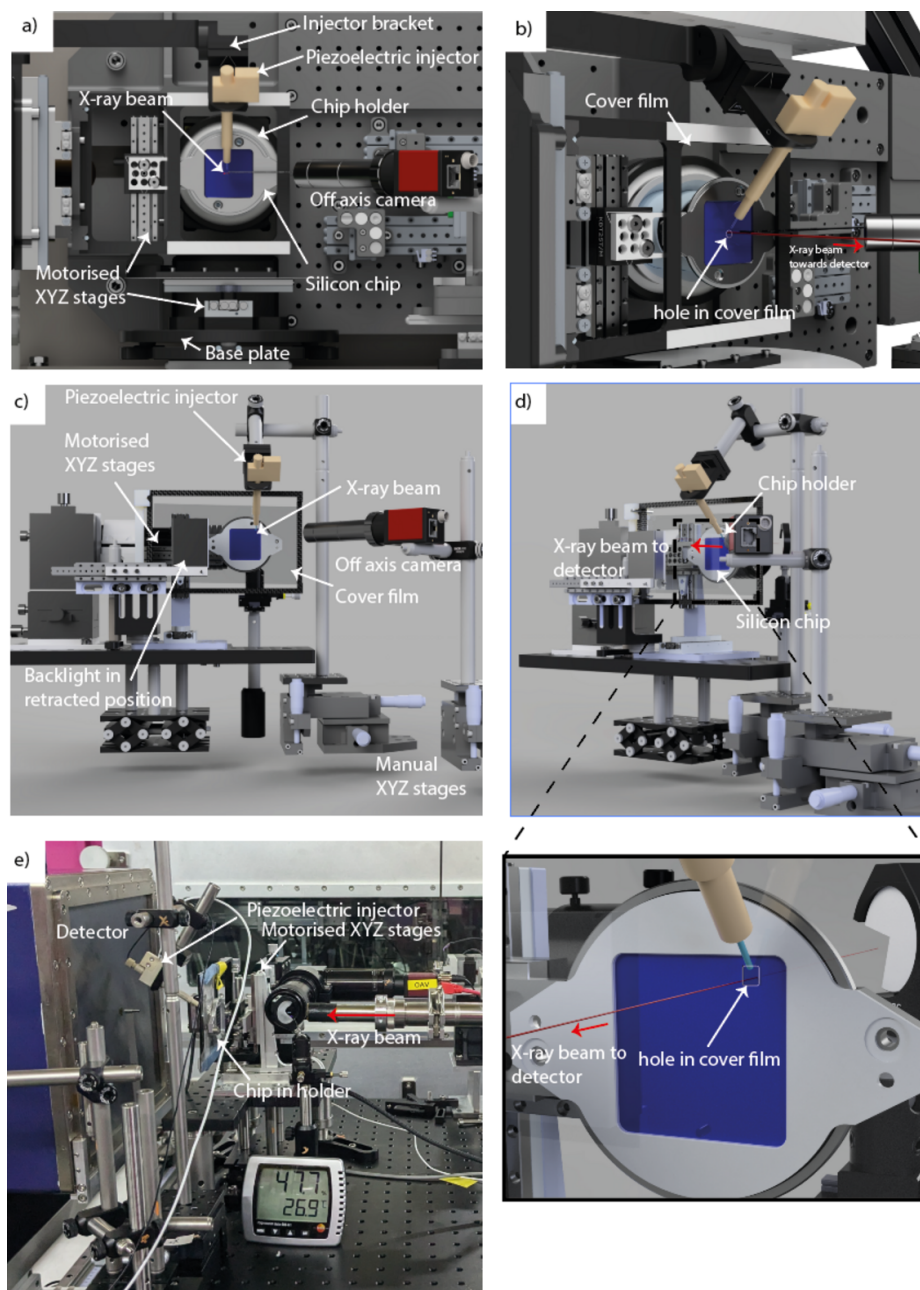 a)
Injector bracket
Piezoelectric injector
X-ray beam
Chip holder
Off axis camera
Motorised
XYZ stages
Silicon chip
Base plate
b)
Cover film
X-ray beam
towards detector
hole in cover film
c)
Piezoelectric injector
Motorised
XYZ stages
X-ray beam
Off axis camera
Cover film
Backlight in
retracted position
Manual
XYZ stages
d)
Chip holder
X-ray beam to
detector
Silicon chip
e)
Piezoelectric injector
Detector
Motorised XYZ stages
OAV
X-ray beam
Chip in holder
47.7
26.9°C
X-ray beam to
detector
hole in cover film